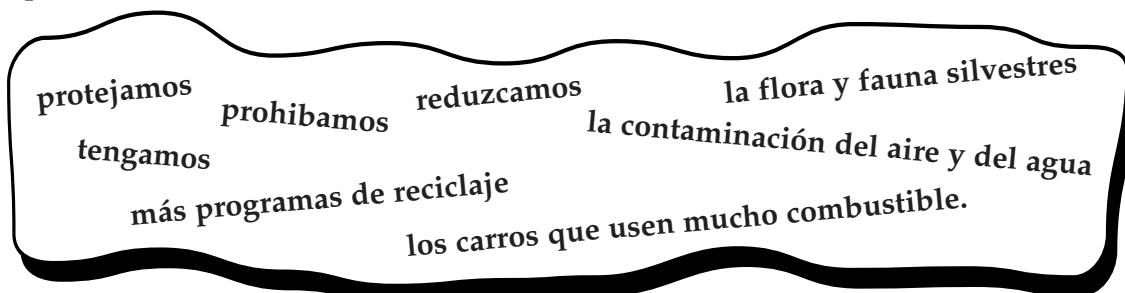 protejamos
prohibamos
reduzcamos
la flora y fauna silvestres
tengamos
la contaminación del aire y del agua
más programas de reciclaje
los carros que usen mucho combustible.